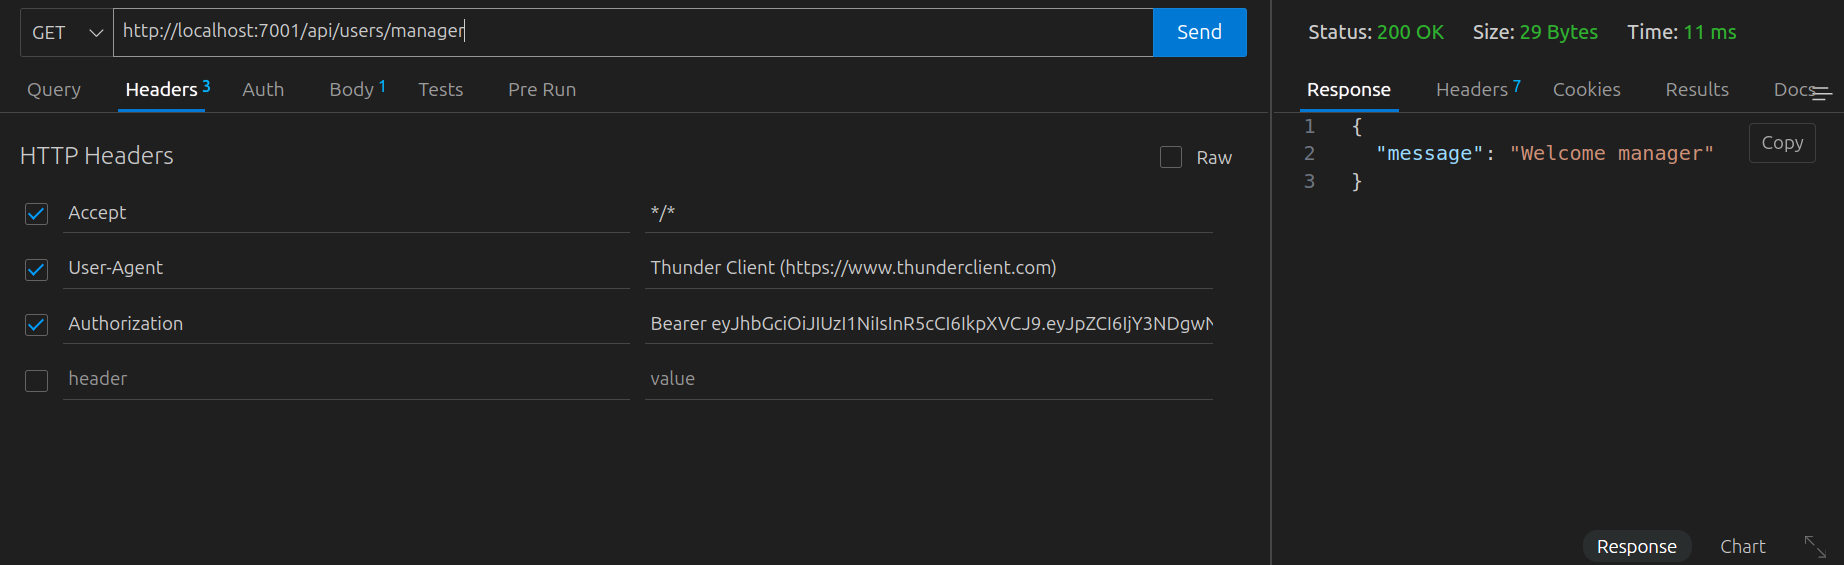 GET http://localhost:7001/api/users/manager Send
Query Headers 3 Auth Body 1 Tests Pre Run
HTTP Headers Raw
Accept */*
User-Agent Thunder Client (https://www.thunderclient.com)
Authorization Bearer eyJhbGciOiJIUzI1NiIsInR5cCI6IkpXVCJ9.eyJpZCI6IjY3NDgwN
header value
Status: 200 OK Size: 29 Bytes Time: 11 ms
Response Headers 7 Cookies Results Docs
1 {
2 "message": "Welcome manager"
3 }
Copy
Response Chart